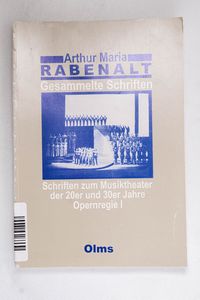 Arthur Maria
RABENALT
Gesammelte Schriften
Schriften zum Musiktheater
der 20er und 30er Jahre
Opernregie I
Olms